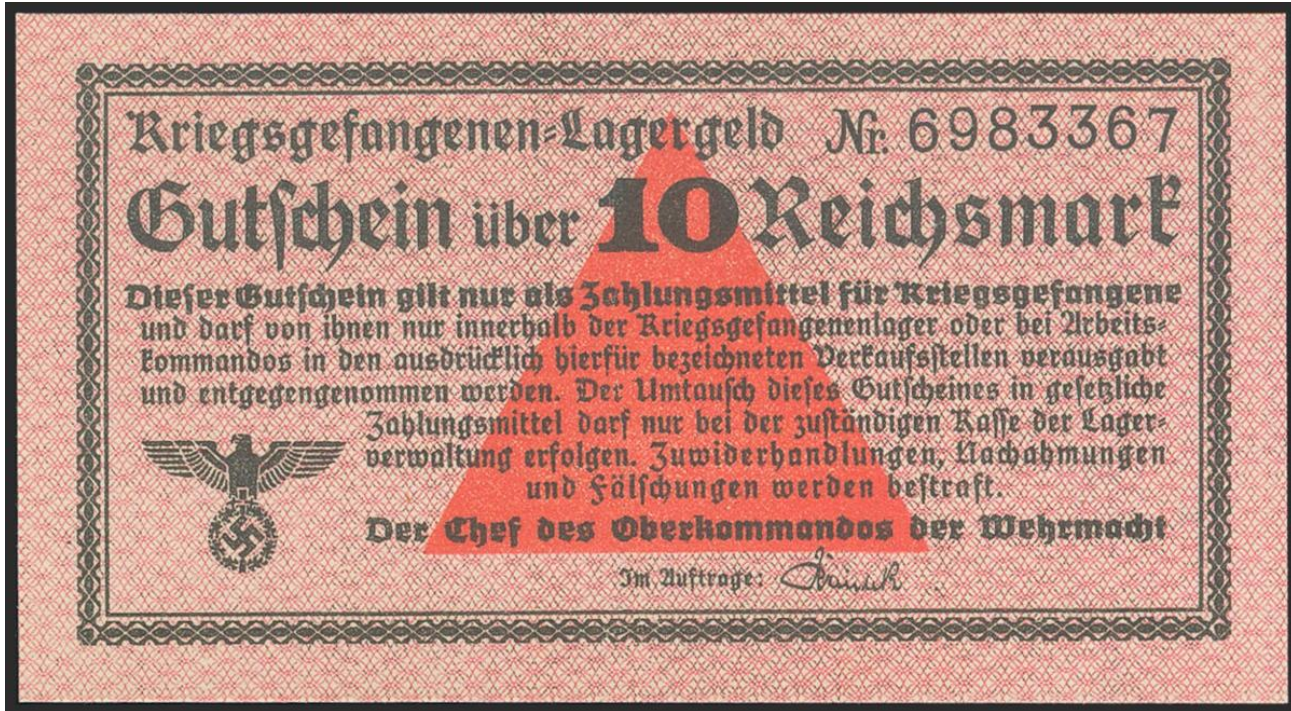 Kriegsgefangenen-Lagergeld Nr. 6983367
Gutschein über 10 Reichsmark
Dieser Gutschein gilt nur als Zahlungsmittel für Kriegsgefangene
und darf von ihnen nur innerhalb der Kriegsgefangenenlager oder bei Arbeits-
kommandos in den ausdrücklich hierfür bezeichneten Verkaufsstellen verausgabt
und entgegengenommen werden. Der Umtausch dieses Gutscheines in gesetzliche
Zahlungsmittel darf nur bei der zuständigen Kasse der Lager-
verwaltung erfolgen. Zuwiderhandlungen, Nachahmungen
und Fälschungen werden bestraft.
Der Chef des Oberkommandos der Wehrmacht
Im Auftrage: